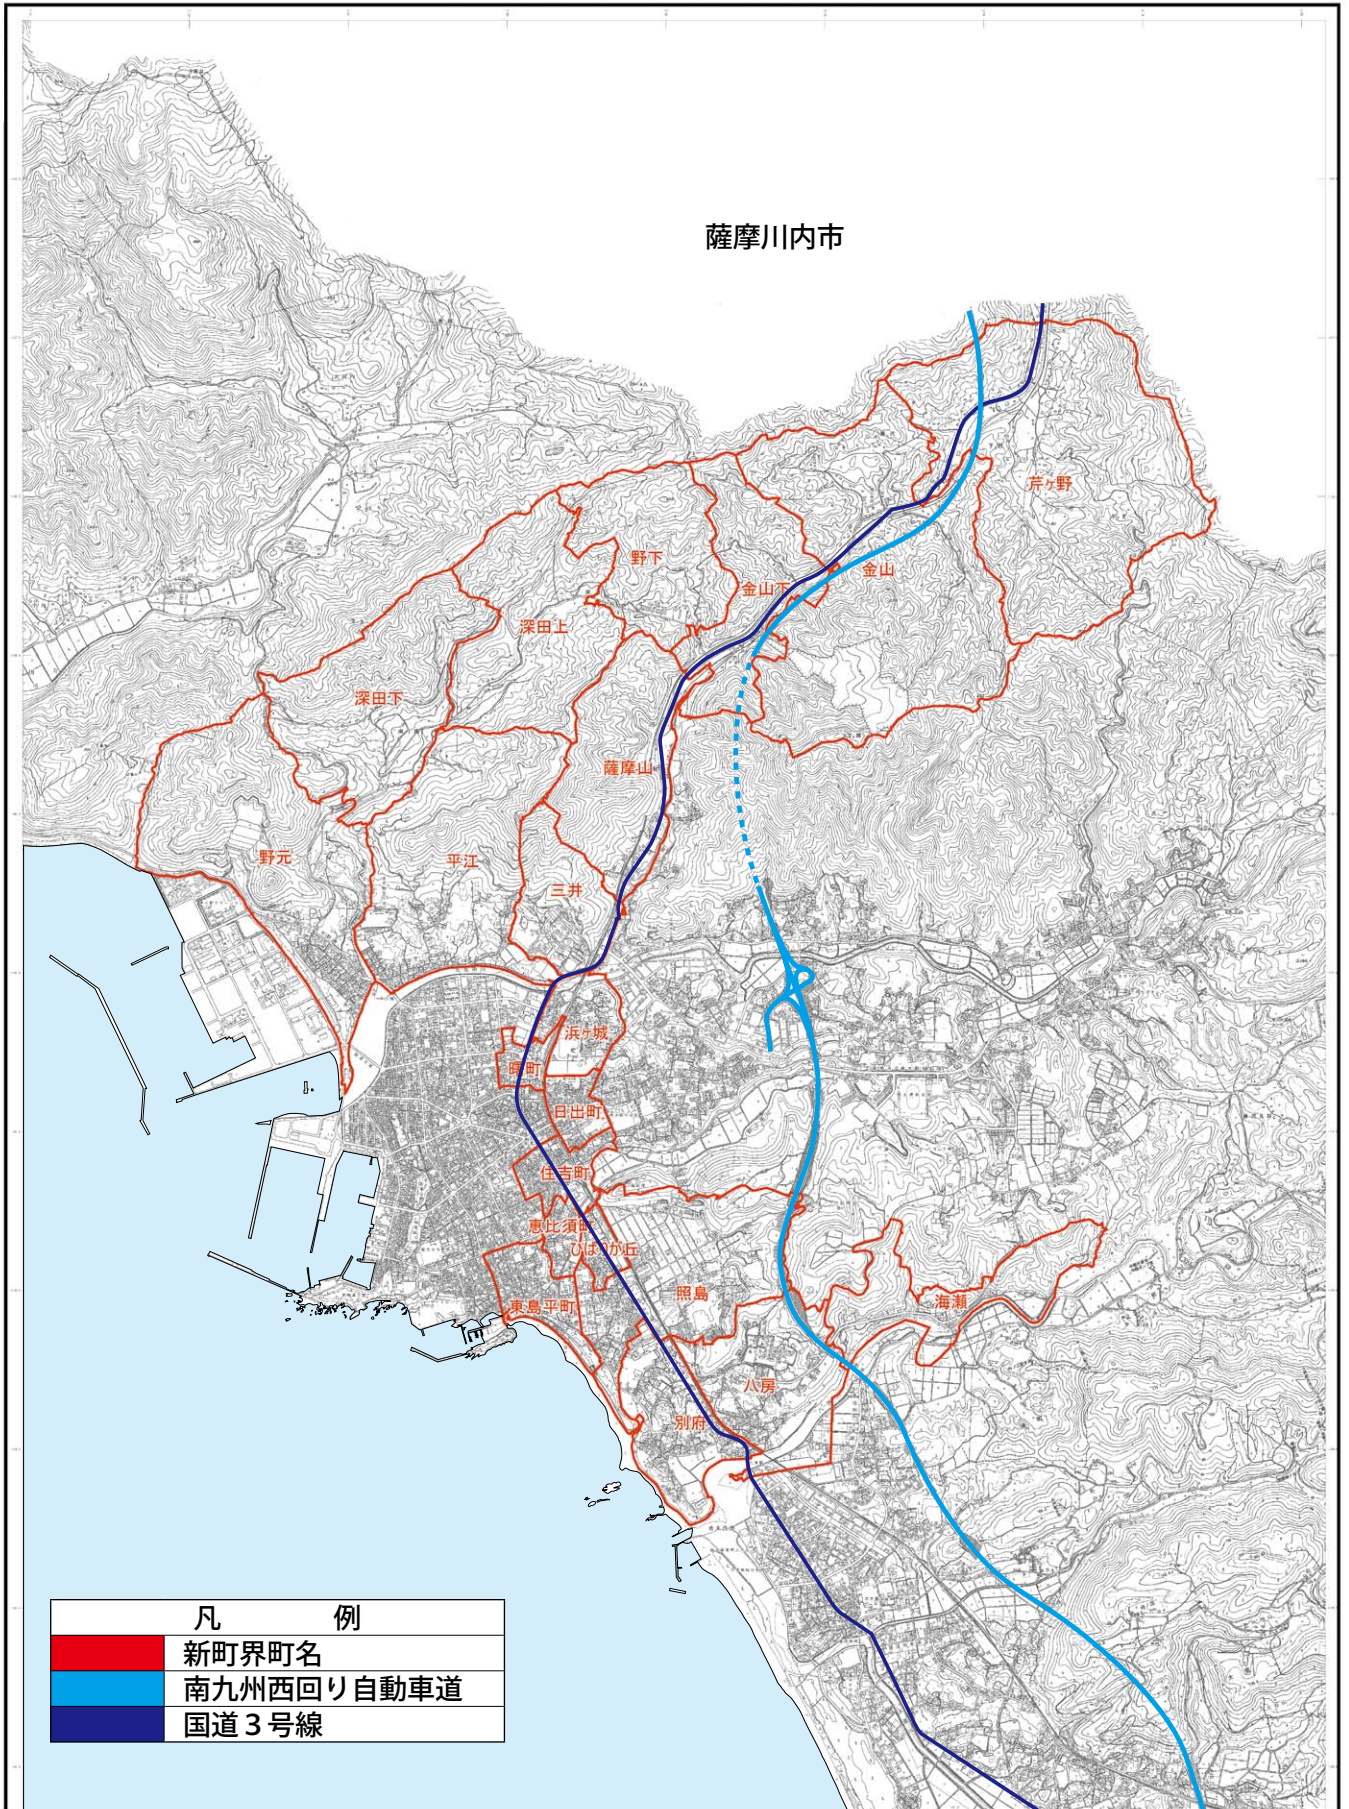 薩摩川内市
芹ヶ野
野下
金山下
金山
深田上
深田下
薩摩山
野元
平江
三井
浜ヶ城
曙町
日出町
住吉町
恵比須町
ひばりが丘
照島
海瀬
東島平町
八房
別府
凡 例
新町界町名
南九州西回り自動車道
国道3号線